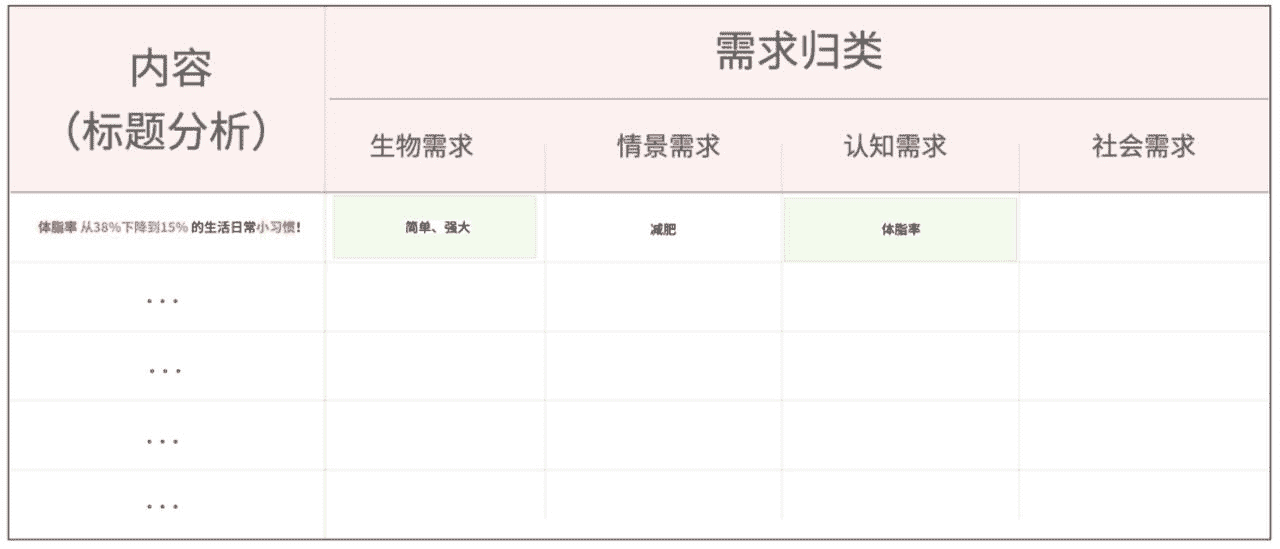 内容
（标题分析）
需求归类
生物需求
情景需求
认知需求
社会需求
体脂率 从38%下降到15% 的生活日常小习惯！
简单、强大
减肥
体脂率
。。。
。。。
。。。
。。。